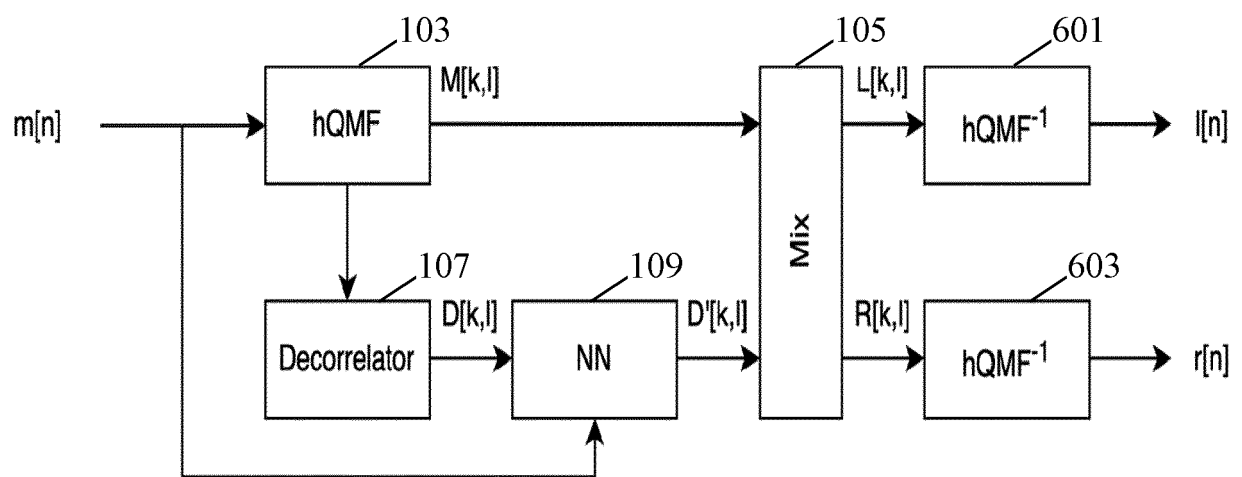 103
105
601
m[n]
hQMF
M[k,l]
L[k,l]
hQMF-1
l[n]
Mix
107
109
603
Decorrelator
D[k,l]
NN
D'[k,l]
R[k,l]
hQMF-1
r[n]